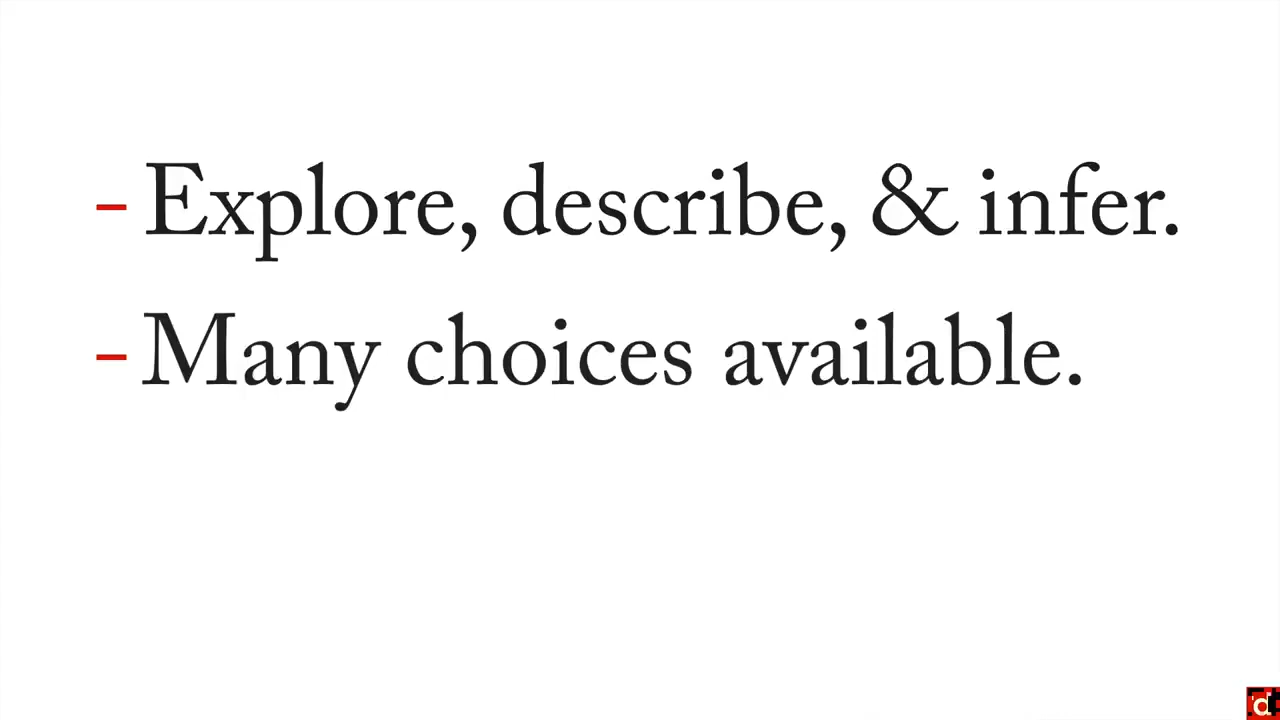 - Explore, describe, & infer.
- Many choices available.